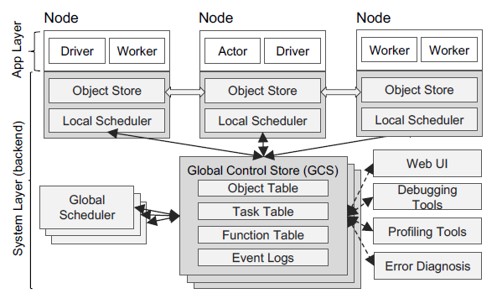 Node Node Node
App Layer
Driver Worker Actor Driver Worker Worker
System Layer (backend)
Object Store Object Store Object Store
Local Scheduler Local Scheduler Local Scheduler
Global Control Store (GCS)
Object Table
Task Table
Function Table
Event Logs
Global
Scheduler
Web UI
Debugging
Tools
Profiling Tools
Error Diagnosis